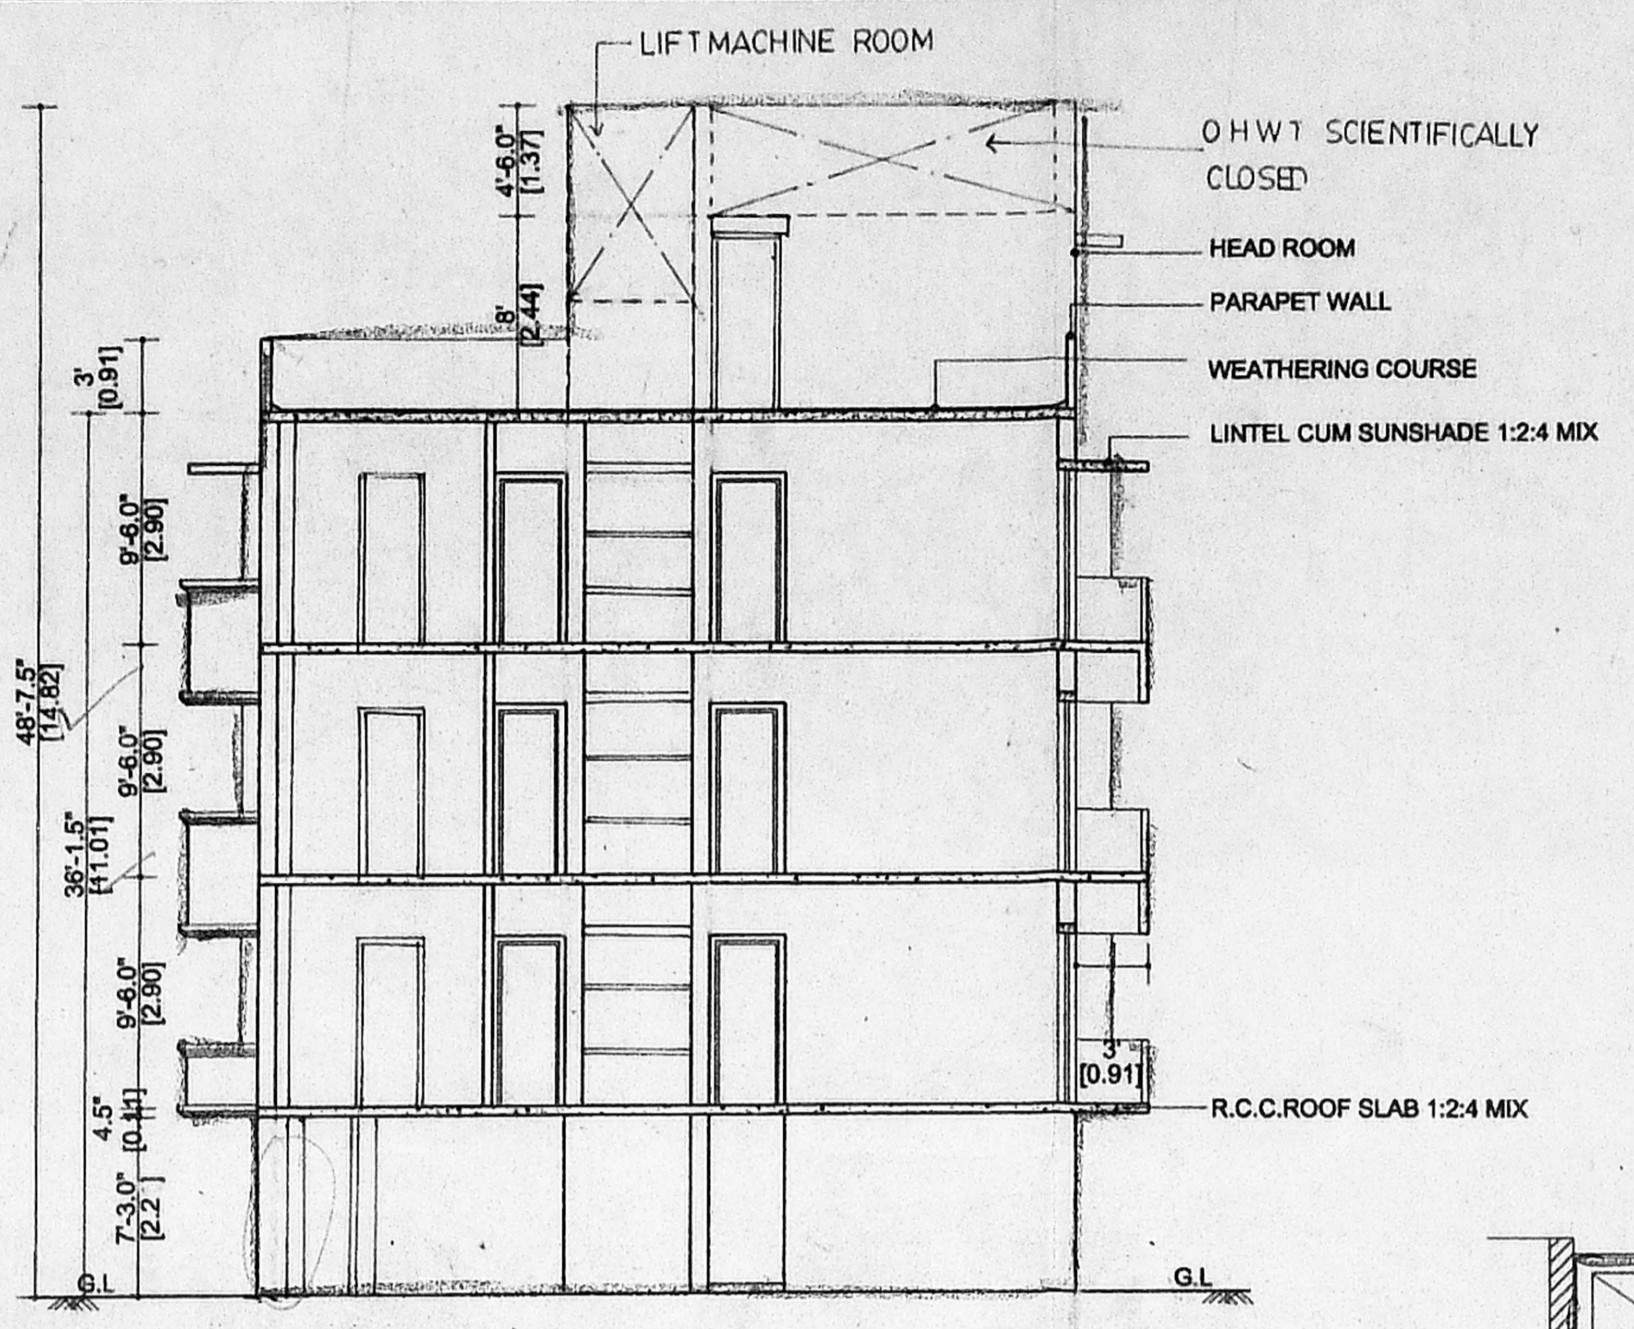 LIFT MACHINE ROOM
OHWT SCIENTIFICALLY
CLOSED
HEAD ROOM
PARAPET WALL
WEATHERING COURSE
LINTEL CUM SUNSHADE 1:2:4 MIX
R.C.C.ROOF SLAB 1:2:4 MIX
4'-6.0"
[1.37]
8'
[2.44]
3'
[0.91]
9'-6.0"
[2.90]
48'-7.5"
[14.82]
9'-6.0"
[2.90]
36'-1.5"
[11.01]
9'-6.0"
[2.90]
4.5"
[0.11]
7'-3.0"
[2.2 ]
3'
[0.91]
G.L
G.L